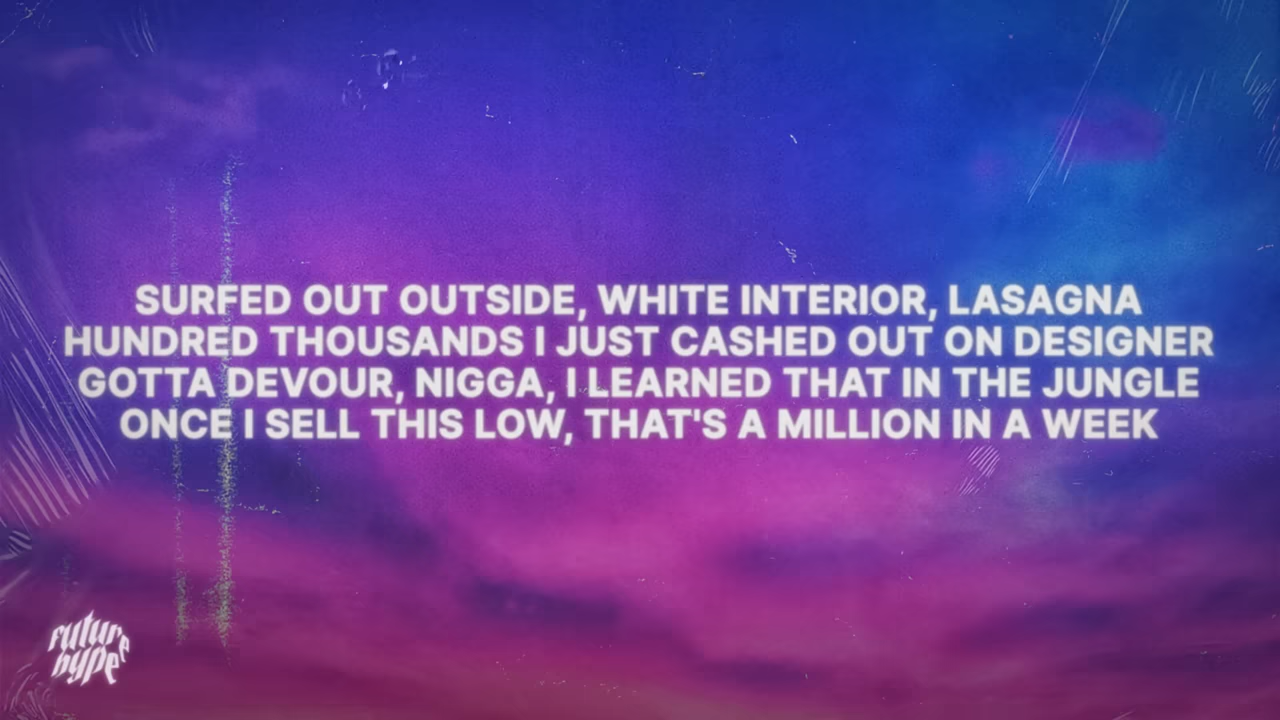 SURFED OUT OUTSIDE, WHITE INTERIOR, LASAGNA
HUNDRED THOUSANDS I JUST CASHED OUT ON DESIGNER
GOTTA DEVOUR, NIGGA, I LEARNED THAT IN THE JUNGLE
ONCE I SELL THIS LOW, THAT'S A MILLION IN A WEEK
future
hype